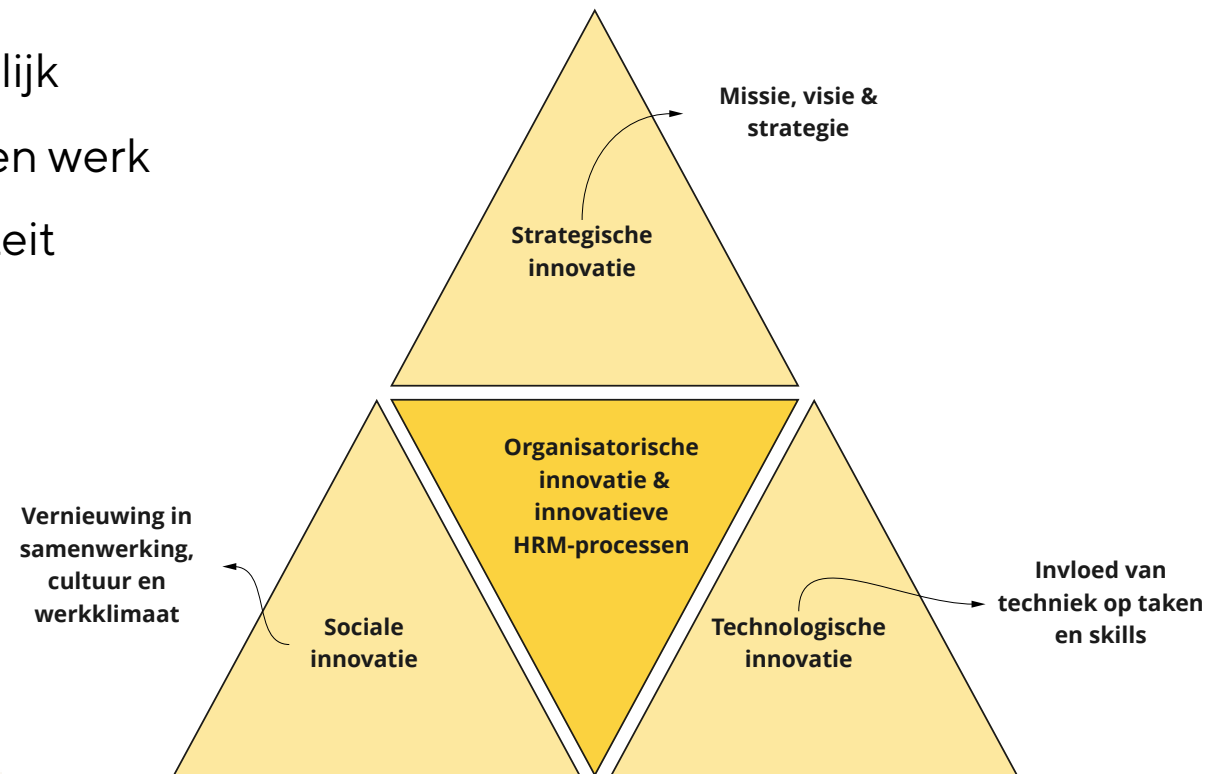 lijk
en werk
eit
Missie, visie &
strategie
Strategische
innovatie
Organisatorische
innovatie &
innovatieve
HRM-processen
Vernieuwing in
samenwerking,
cultuur en
werkklimaat
Sociale
innovatie
Technologische
innovatie
Invloed van
techniek op taken
en skills